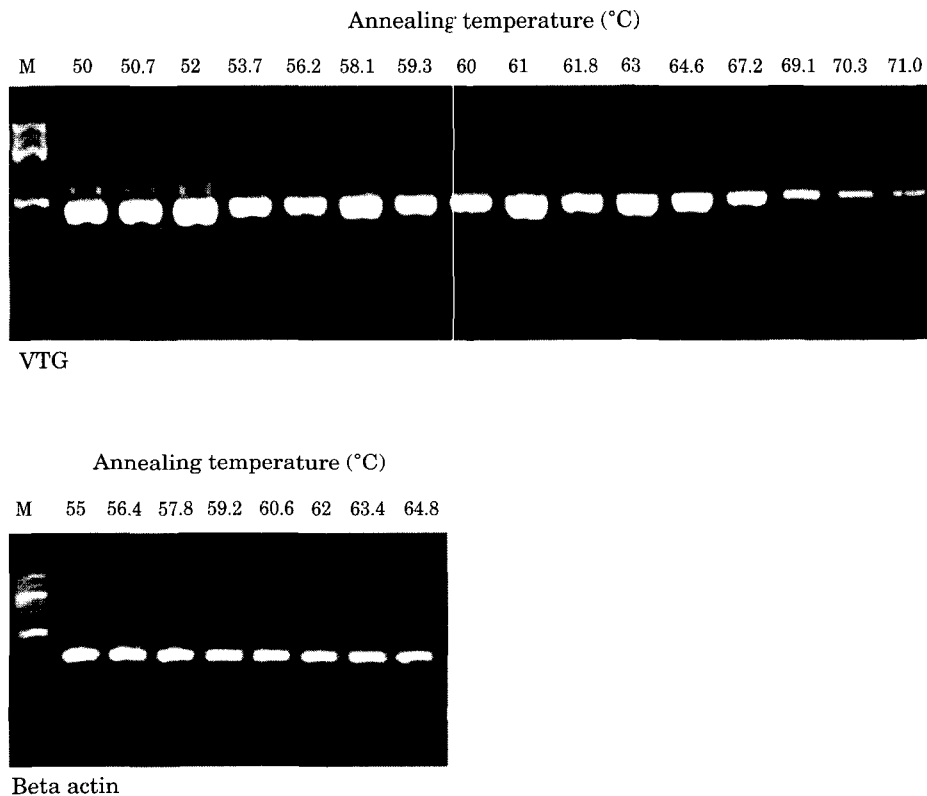 Annealing temperature (°C)
M 50 50.7 52 53.7 56.2 58.1 59.3 60 61 61.8 63 64.6 67.2 69.1 70.3 71.0
VTG
Annealing temperature (°C)
M 55 56.4 57.8 59.2 60.6 62 63.4 64.8
Beta actin